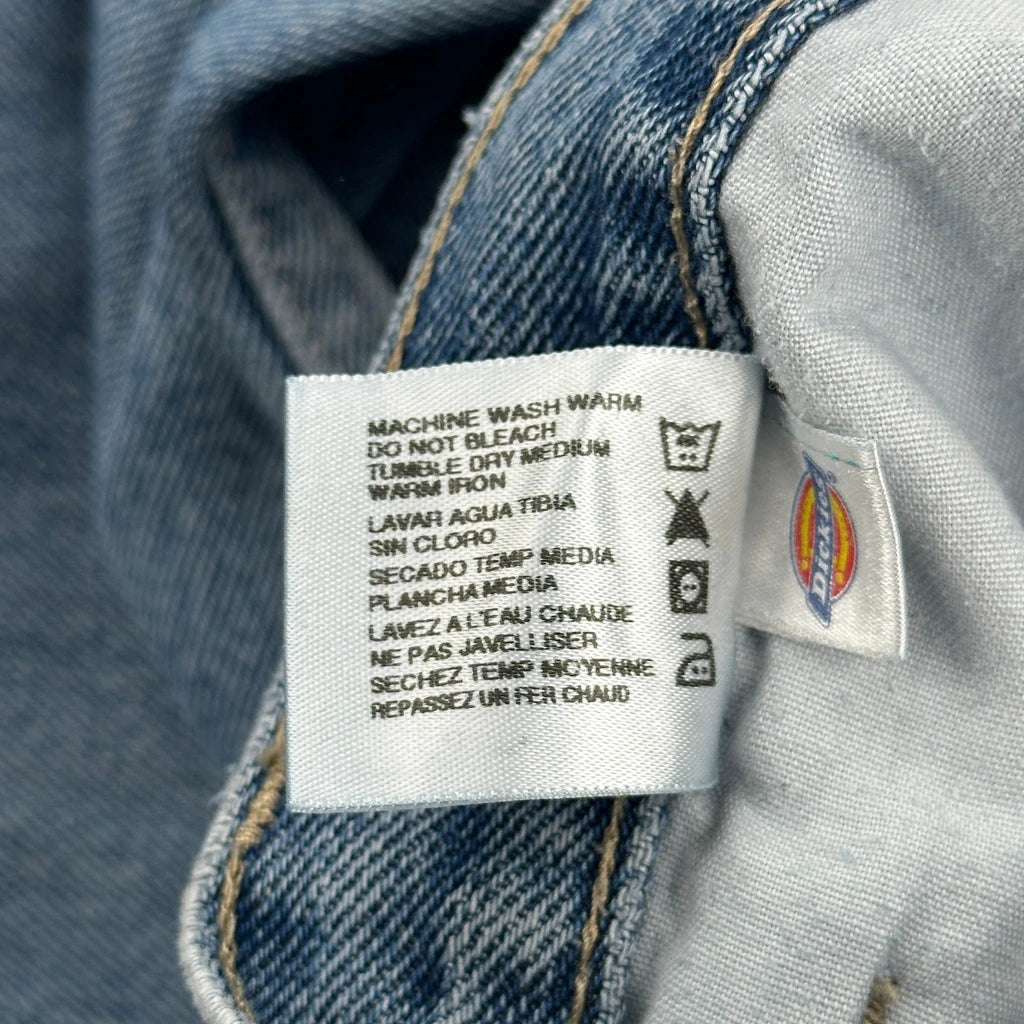 MACHINE WASH WARM
DO NOT BLEACH
TUMBLE DRY MEDIUM
WARM IRON
LAVAR AGUA TIBIA
SIN CLORO
SECADO TEMP MEDIA
PLANCHA MEDIA
LAVEZ A L'EAU CHAUDE
NE PAS JAVELLISER
SECHEZ TEMP MOYENNE
REPASSEZ UN FER CHAUD
Dickies®